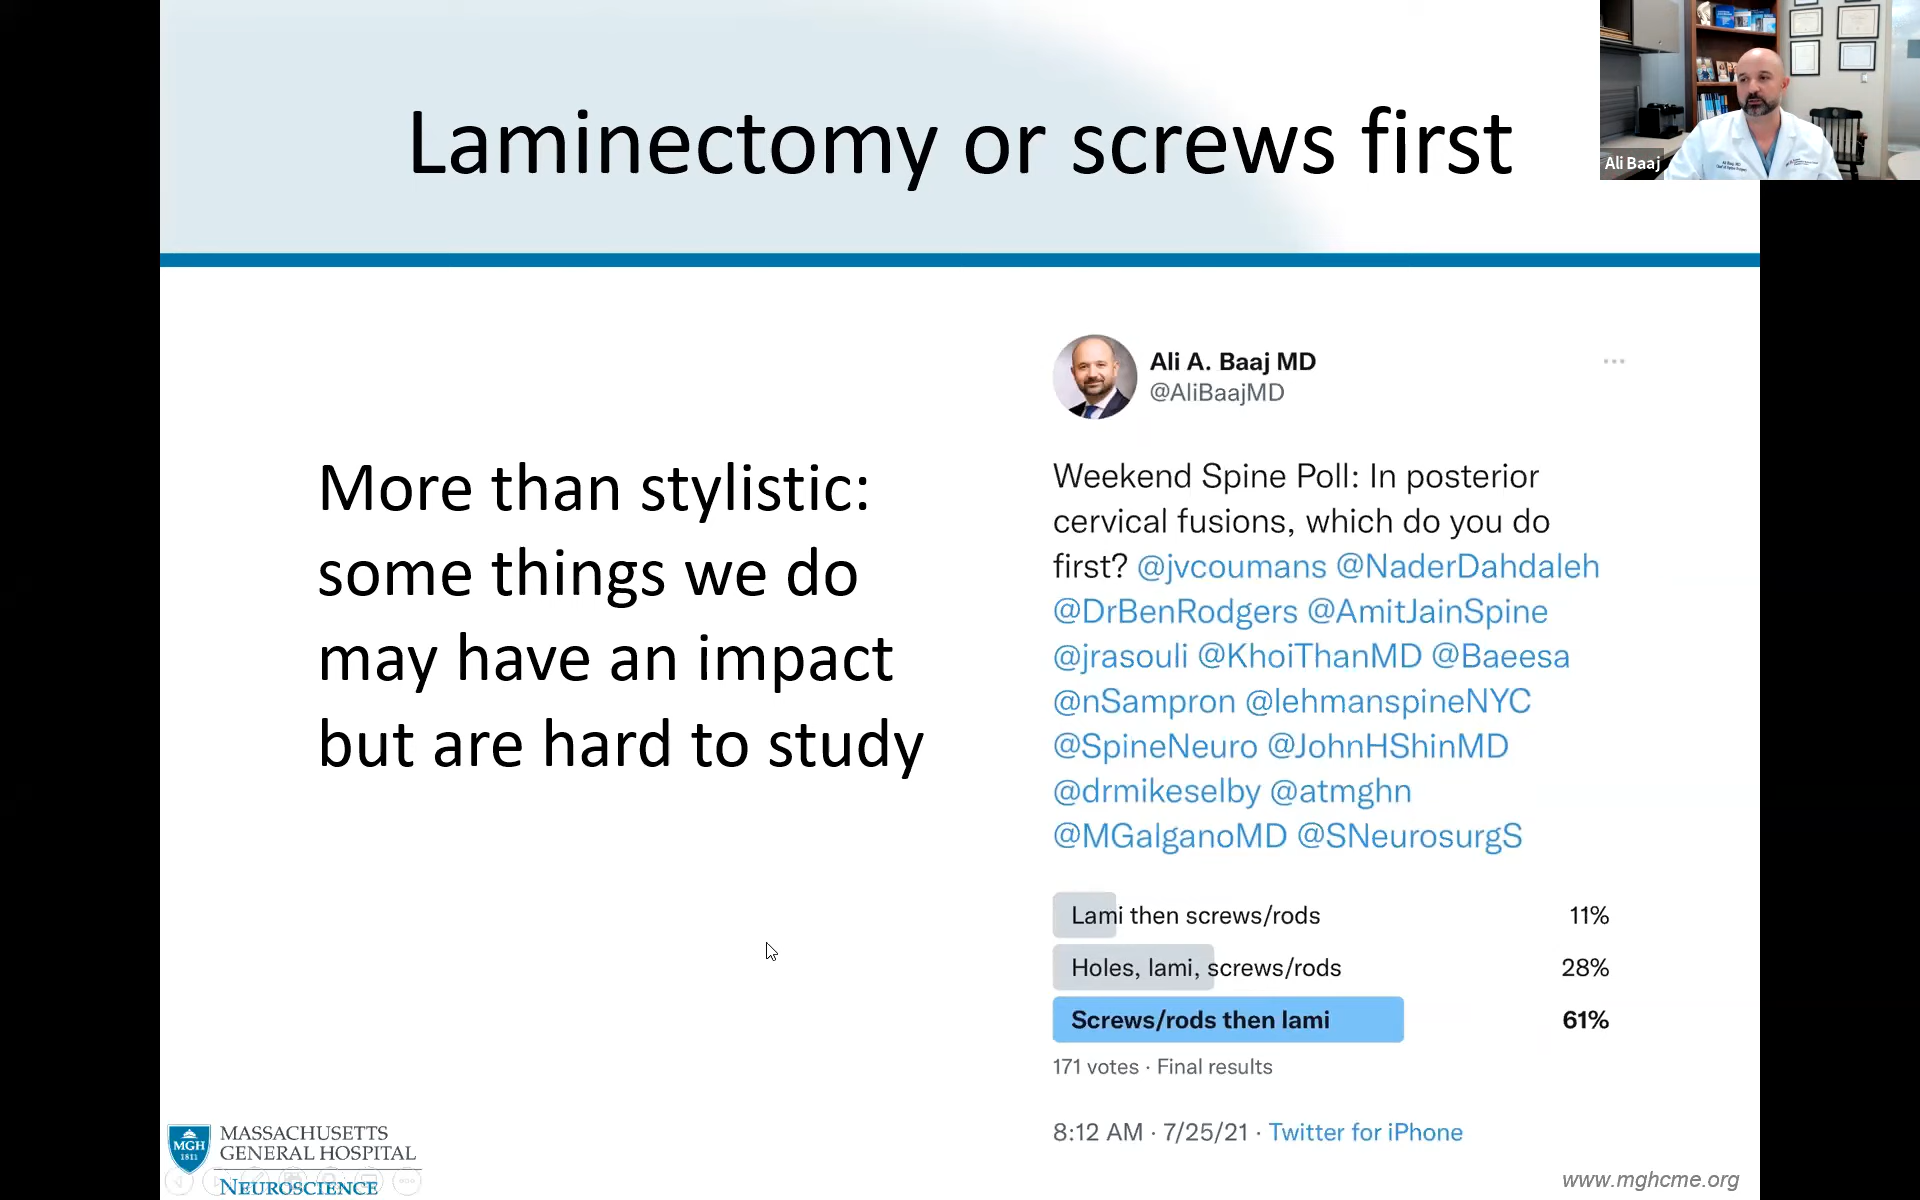 Laminectomy or screws first
Ali Baaj
More than stylistic:
some things we do
may have an impact
but are hard to study
Ali A. Baaj MD
@AliBaajMD
Weekend Spine Poll: In posterior
cervical fusions, which do you do
first? @jvcoumans @NaderDahdaleh
@DrBenRodgers @AmitJainSpine
@jrasouli @KhoiThanMD @Baeesa
@nSampron @lehmanspineNYC
@SpineNeuro @JohnHShinMD
@drmikeselby @atmghn
@MGalganoMD @SNeurosurgS
Lami then screws/rods 11%
Holes, lami, screws/rods 28%
Screws/rods then lami 61%
171 votes · Final results
8:12 AM · 7/25/21 · Twitter for iPhone
MGH
1811
MASSACHUSETTS
GENERAL HOSPITAL
NEUROSCIENCE
www.mghcme.org